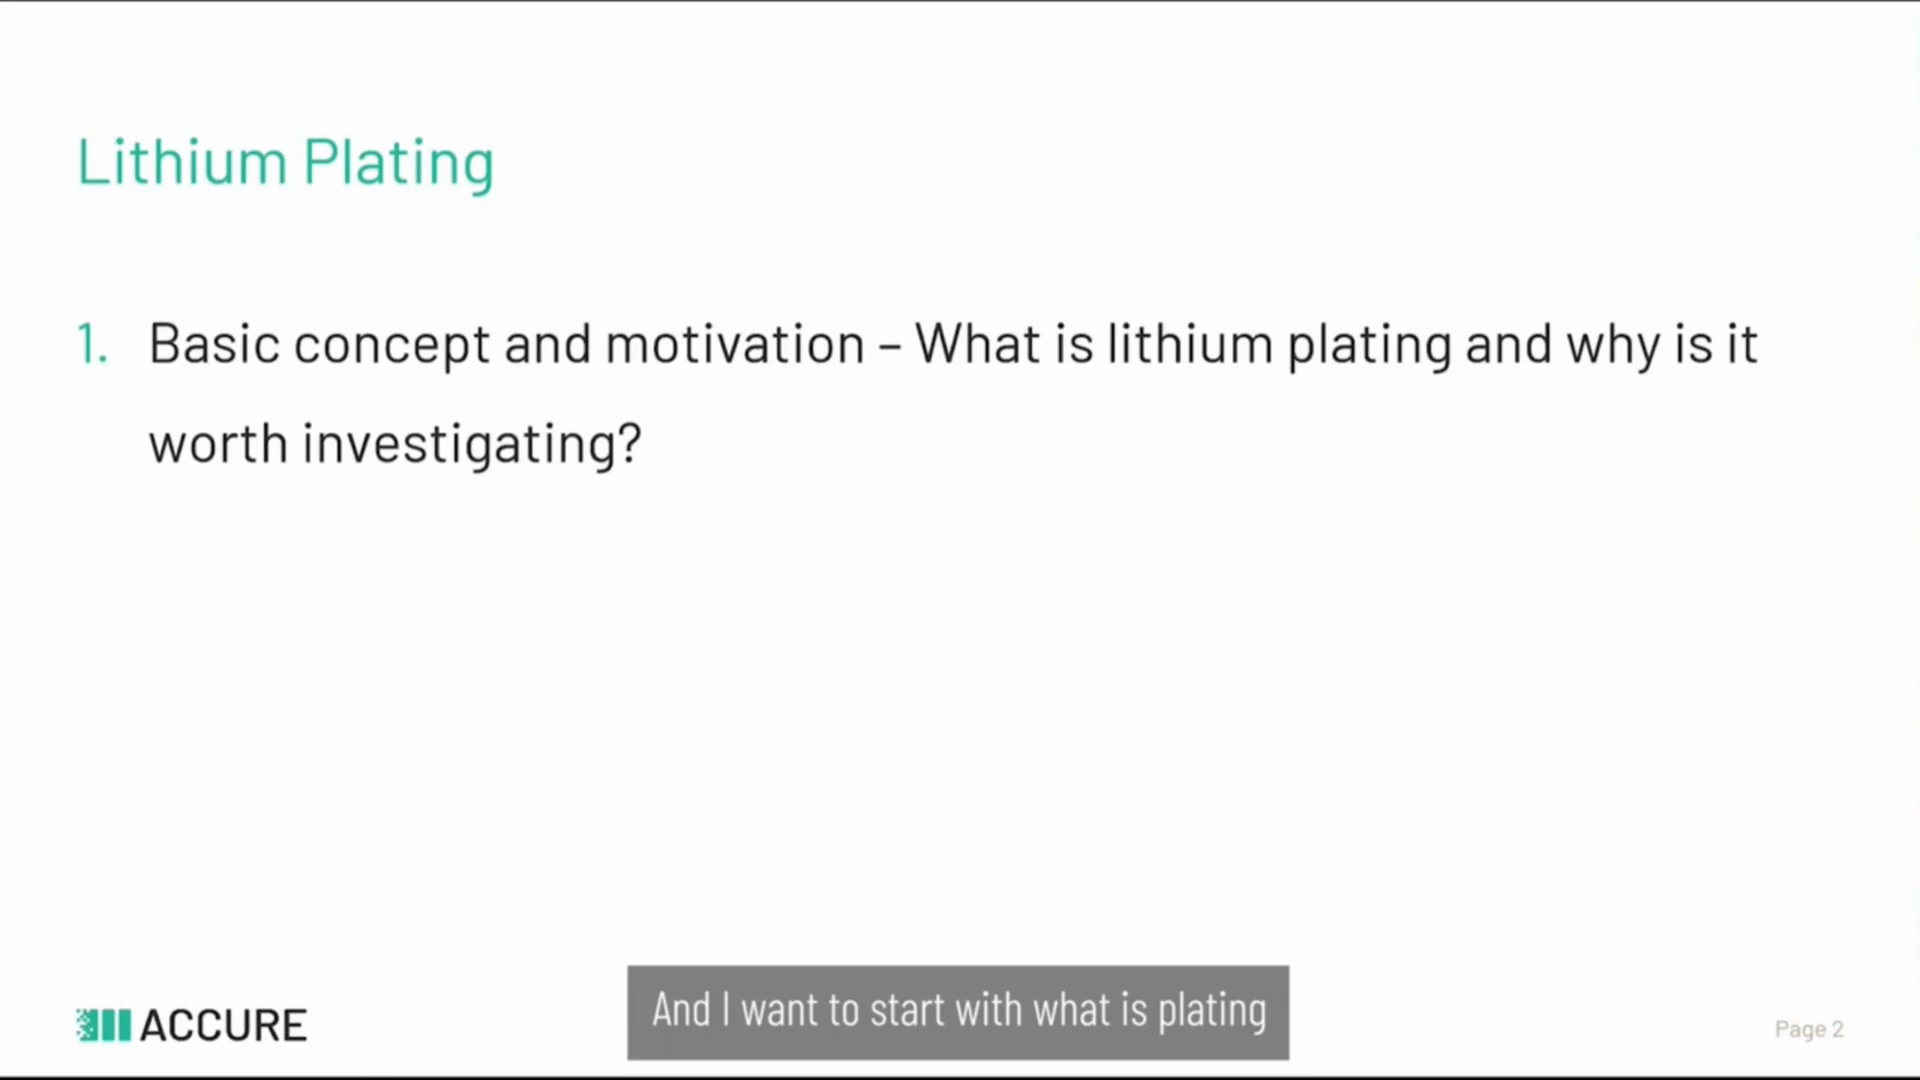 Lithium Plating
1. Basic concept and motivation – What is lithium plating and why is it
worth investigating?
And I want to start with what is plating
ACCURE
Page 2